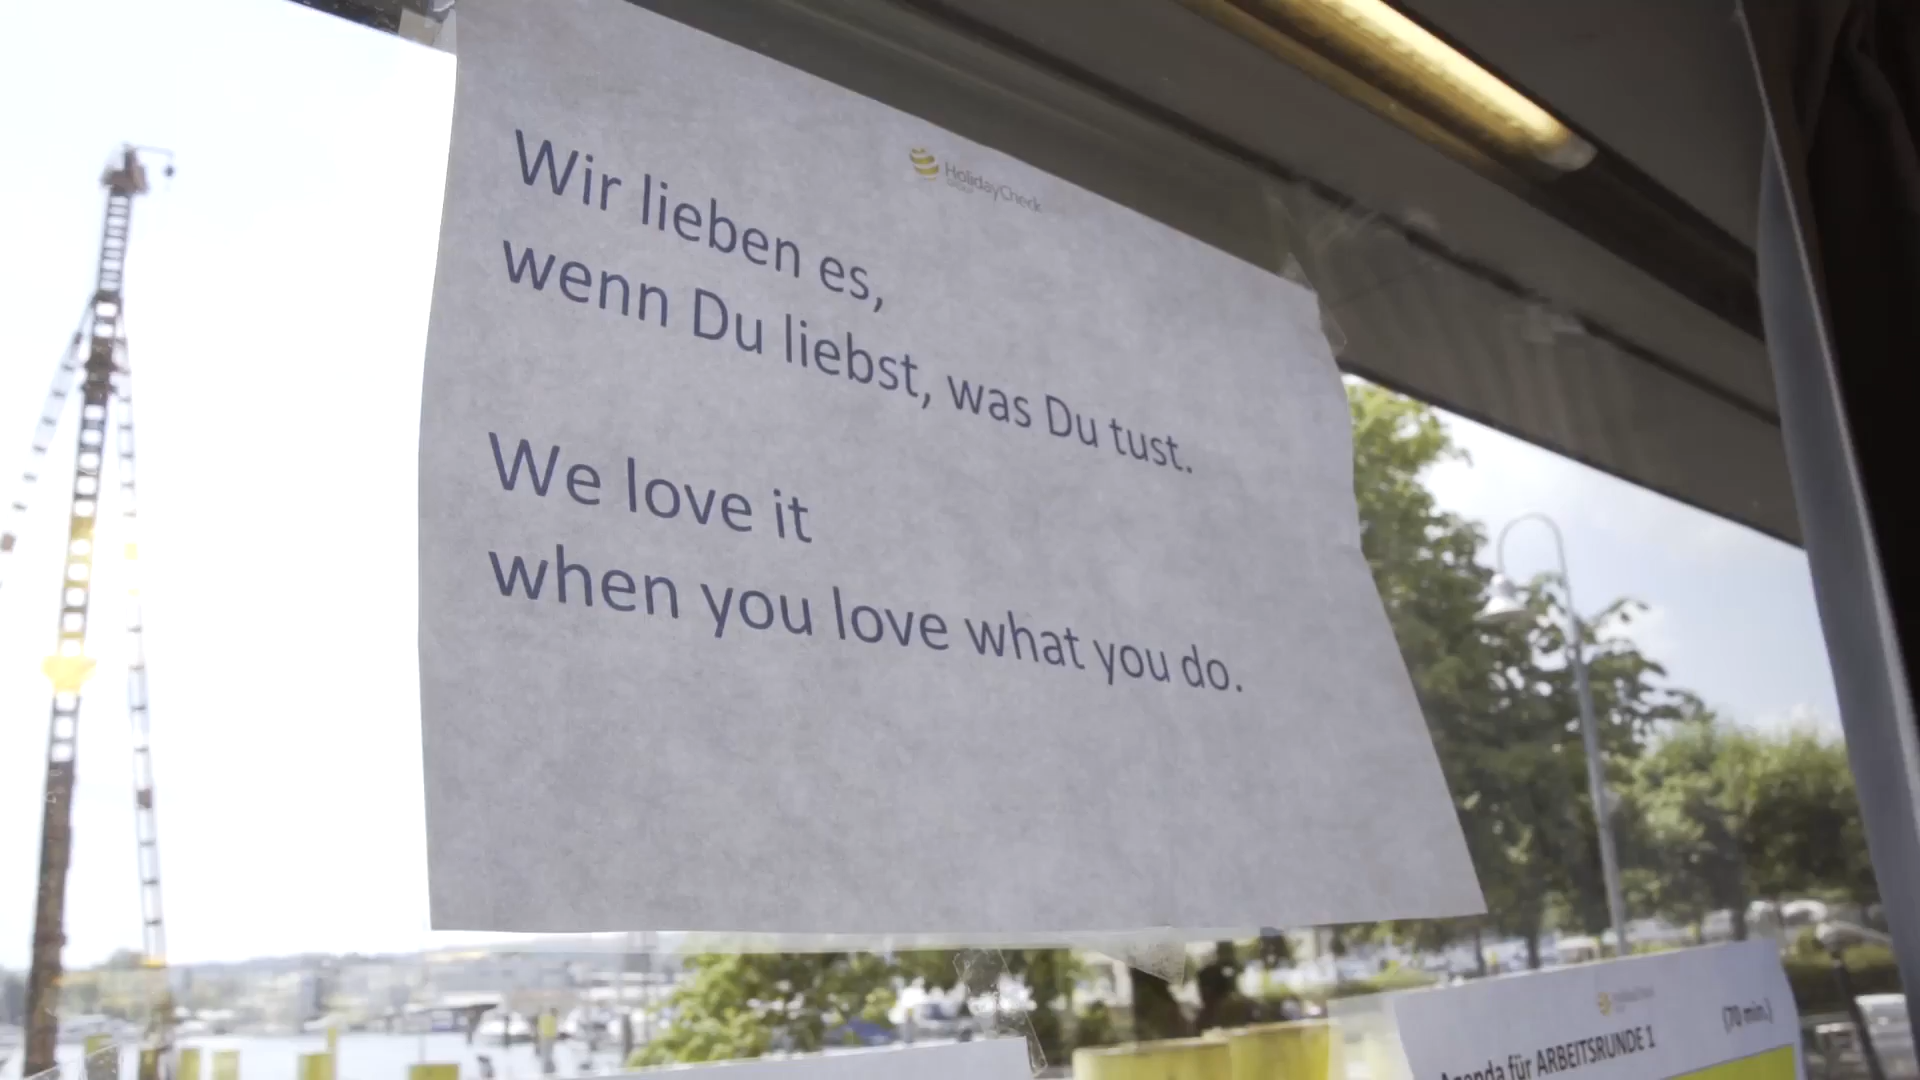 HolidayCheck
GROUP
Wir lieben es,
wenn Du liebst, was Du tust.
We love it
when you love what you do.
(70 min.)
Agenda für ARBEITSRUNDE 1